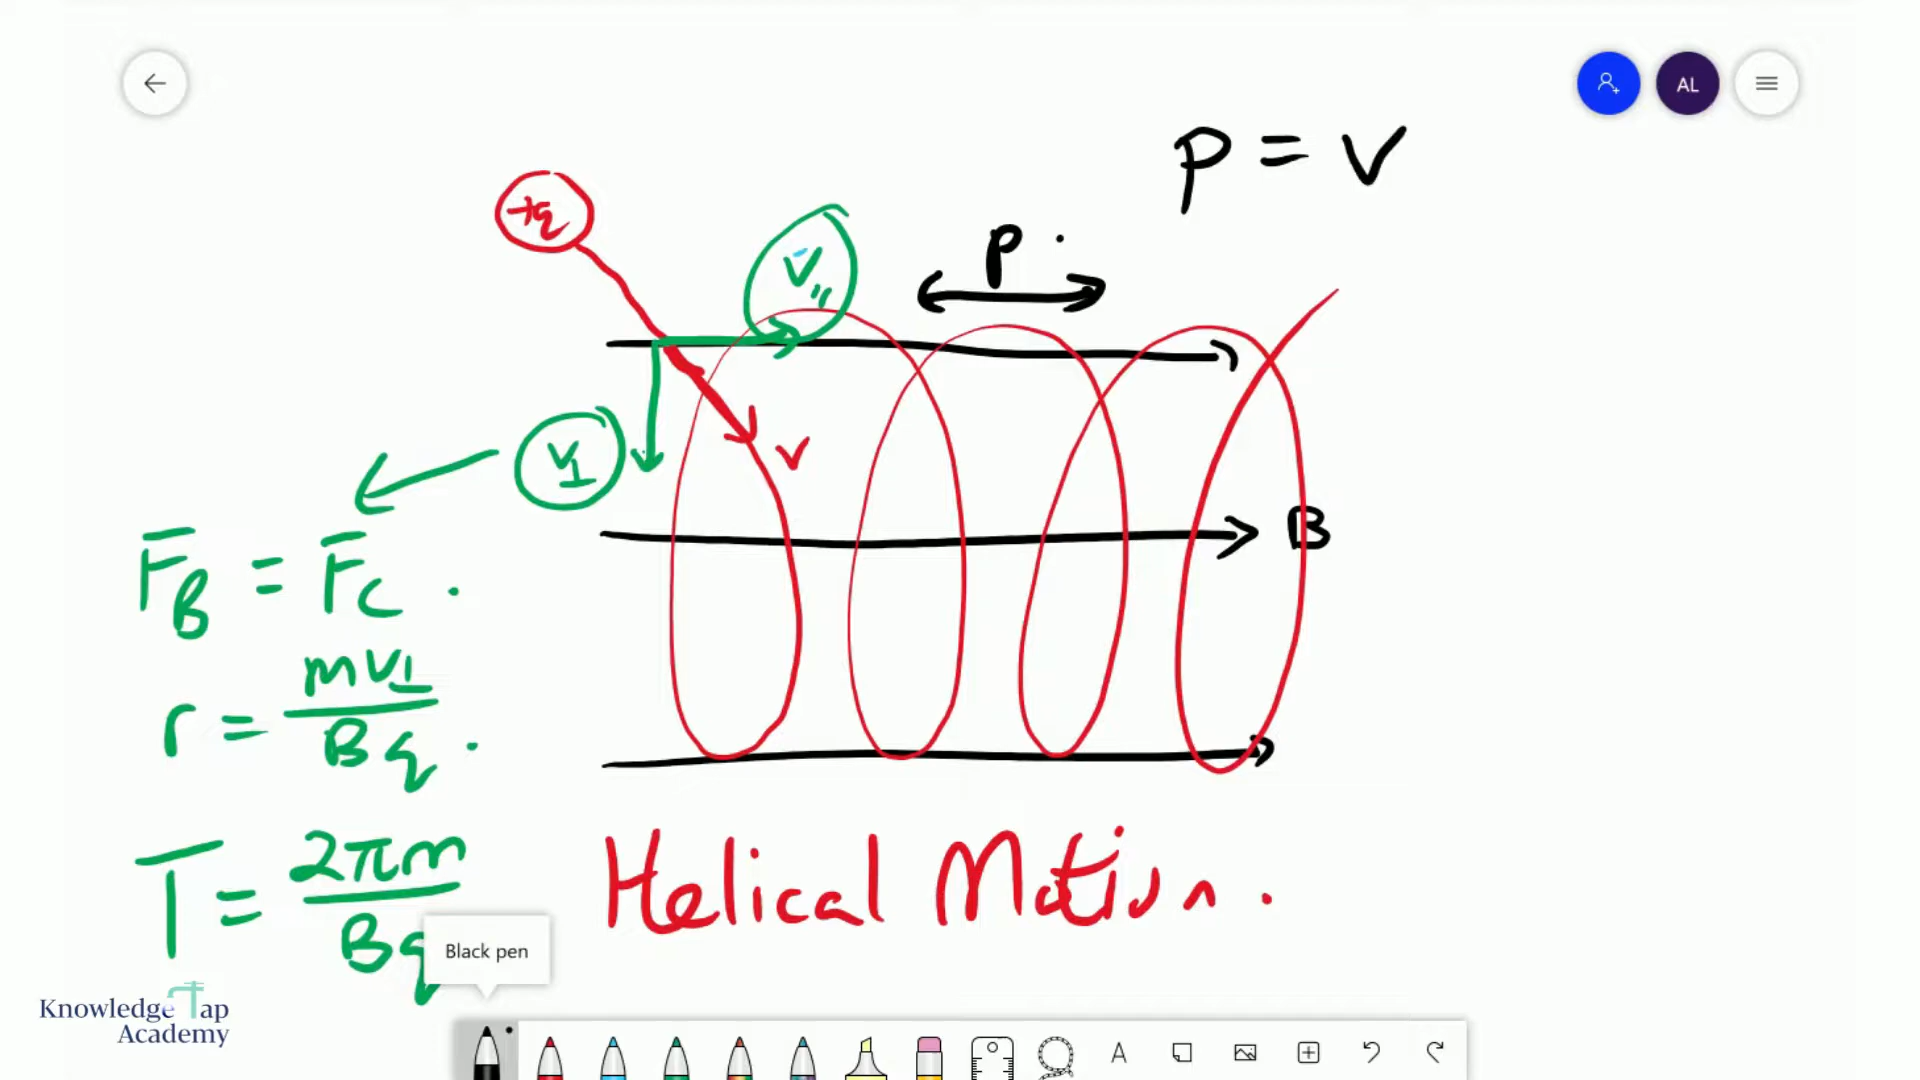 AL
p = v
+q
v||
p .
v
v⊥
B
F_B = F_C .
r = mv⊥ / Bq .
T = 2πm / Bq
Helical Motion .
Black pen
Knowledge Tap
Academy
A